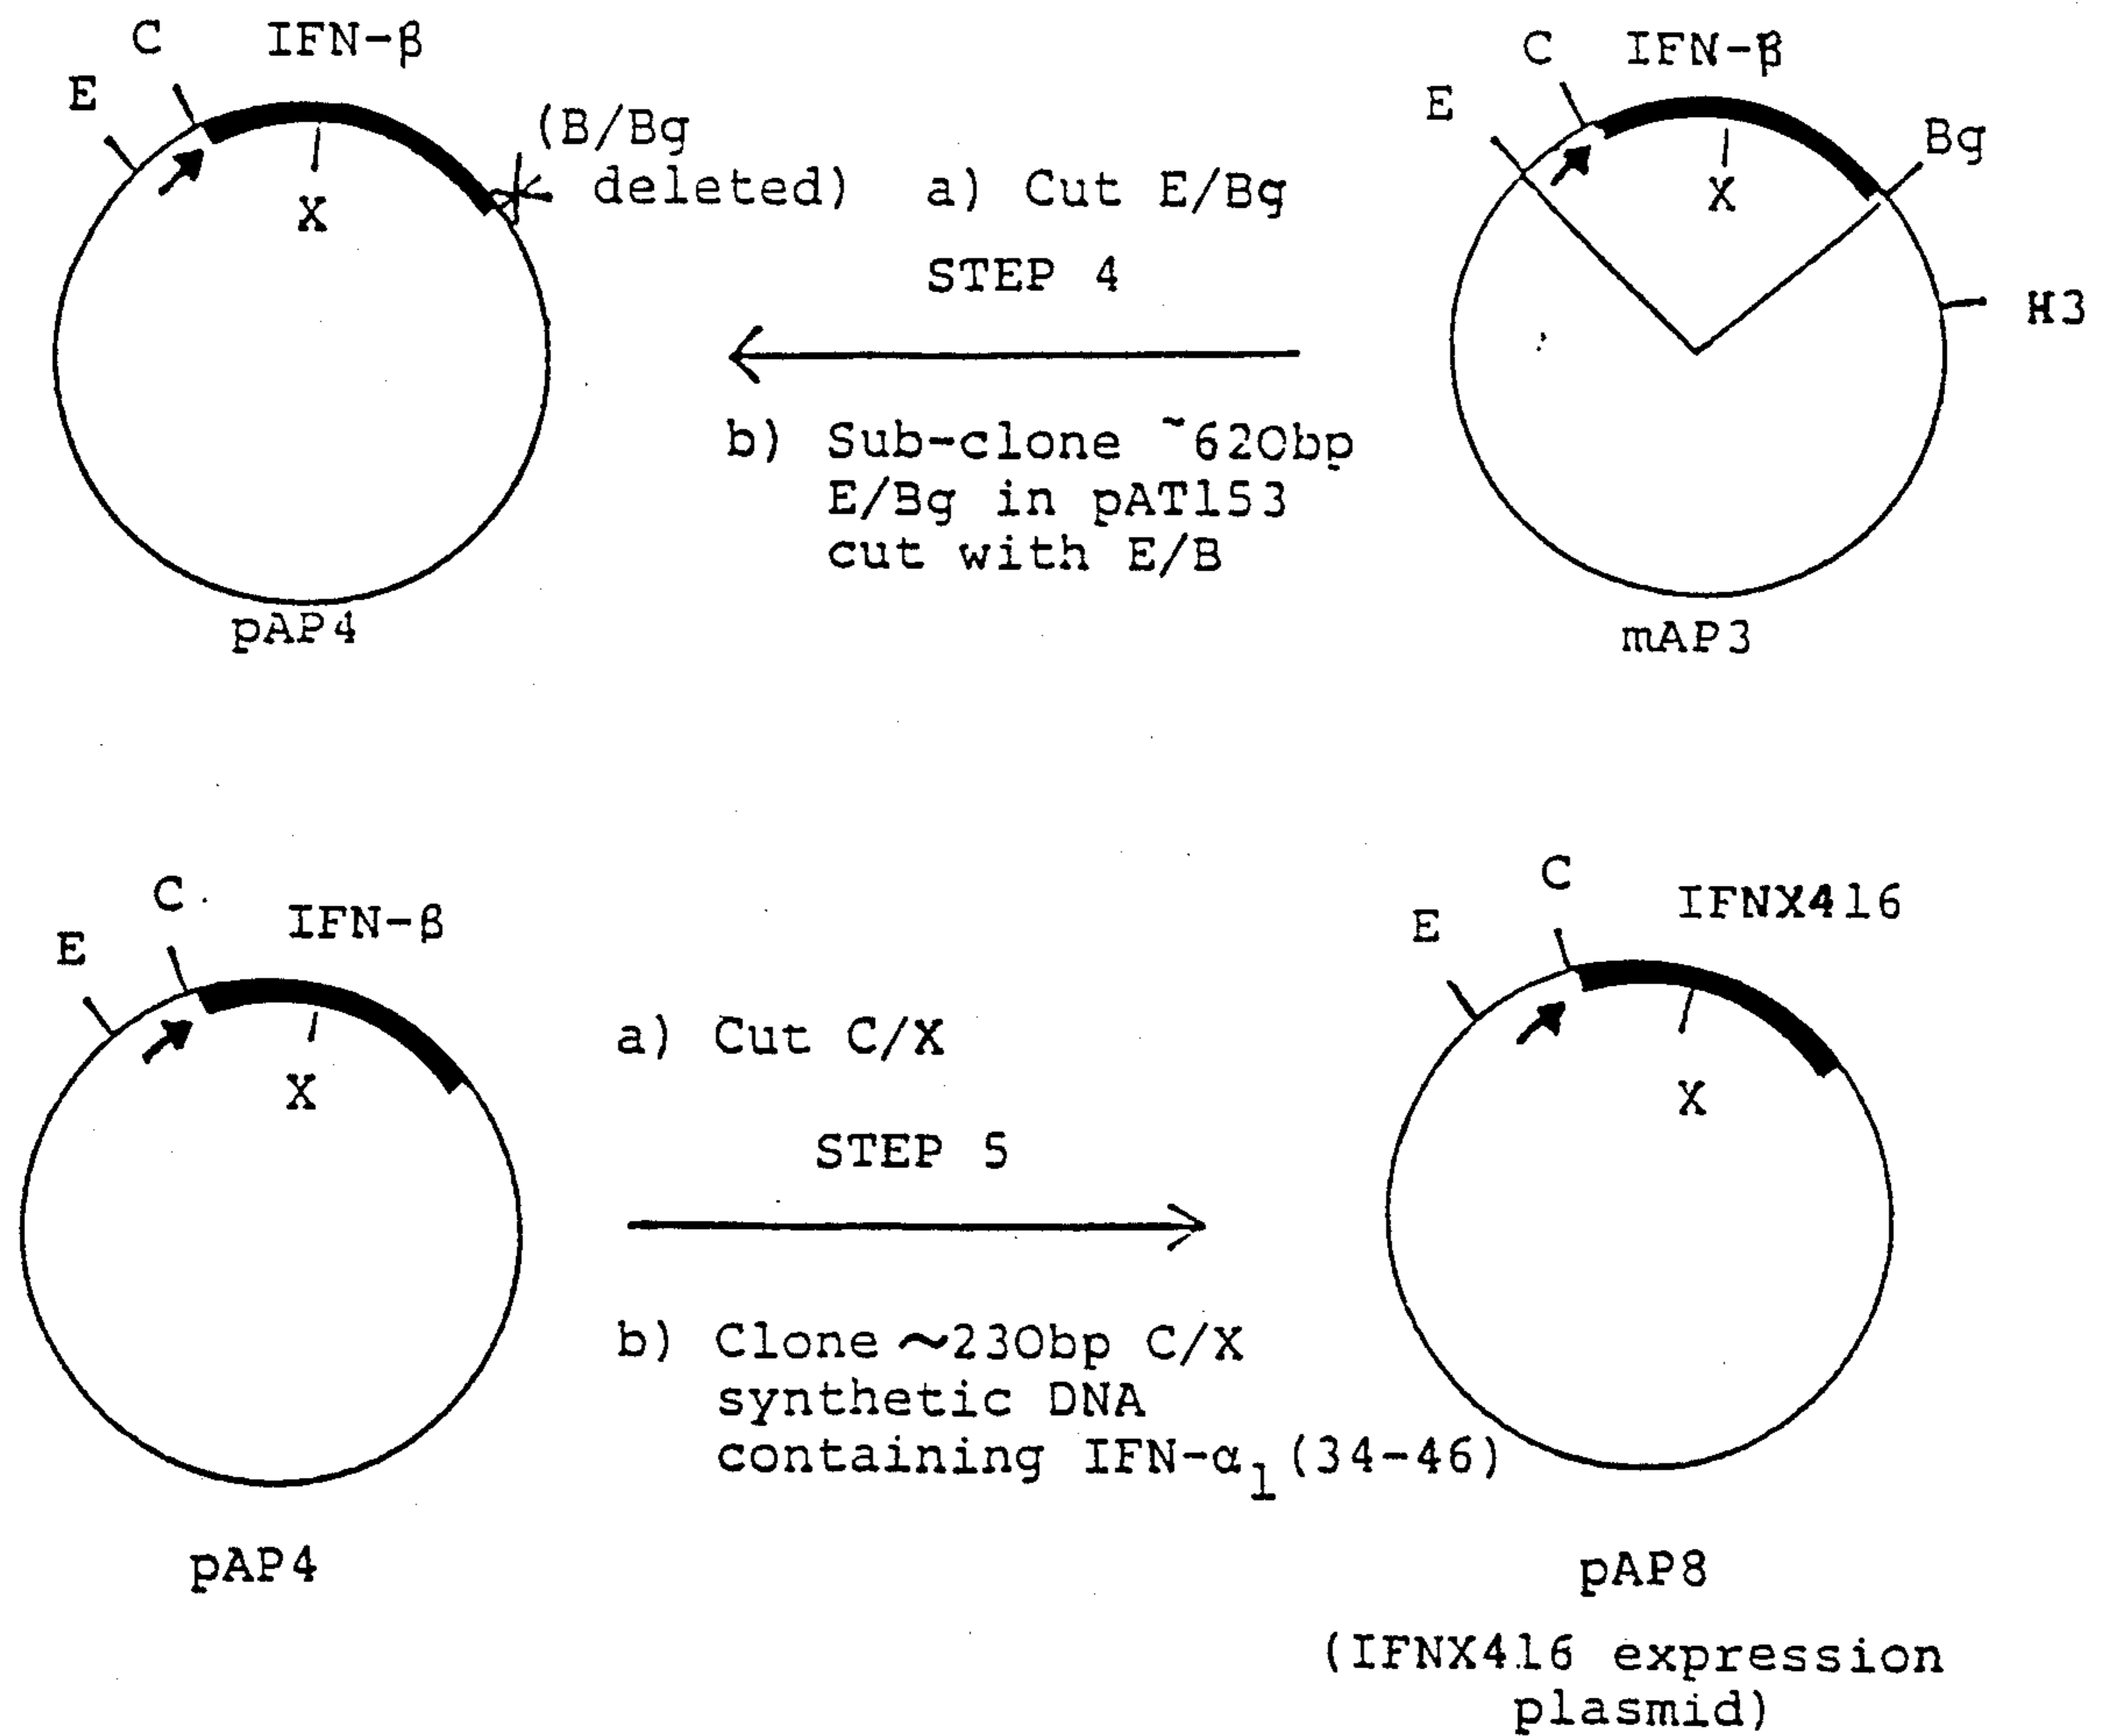 C IFN-β
E
(B/Bg
deleted)
X
pAP4
a) Cut E/Bg
STEP 4
b) Sub-clone ~620bp
E/Bg in pAT153
cut with E/B
C IFN-β
E
Bg
X
H3
mAP3
C
IFN-β
E
X
pAP4
a) Cut C/X
STEP 5
b) Clone ~230bp C/X
synthetic DNA
containing IFN-α1(34-46)
C
IFNX416
E
X
pAP8
(IFNX416 expression
plasmid)